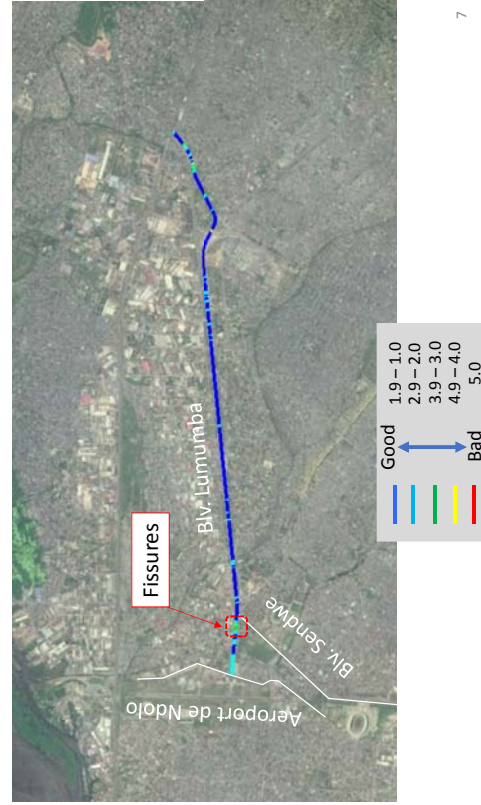 Blv. Lumumba
Fissures
Blv. Sendwe
Aeroport de Ndolo
Good
Bad
1.9 – 1.0
2.9 – 2.0
3.9 – 3.0
4.9 – 4.0
5.0
7